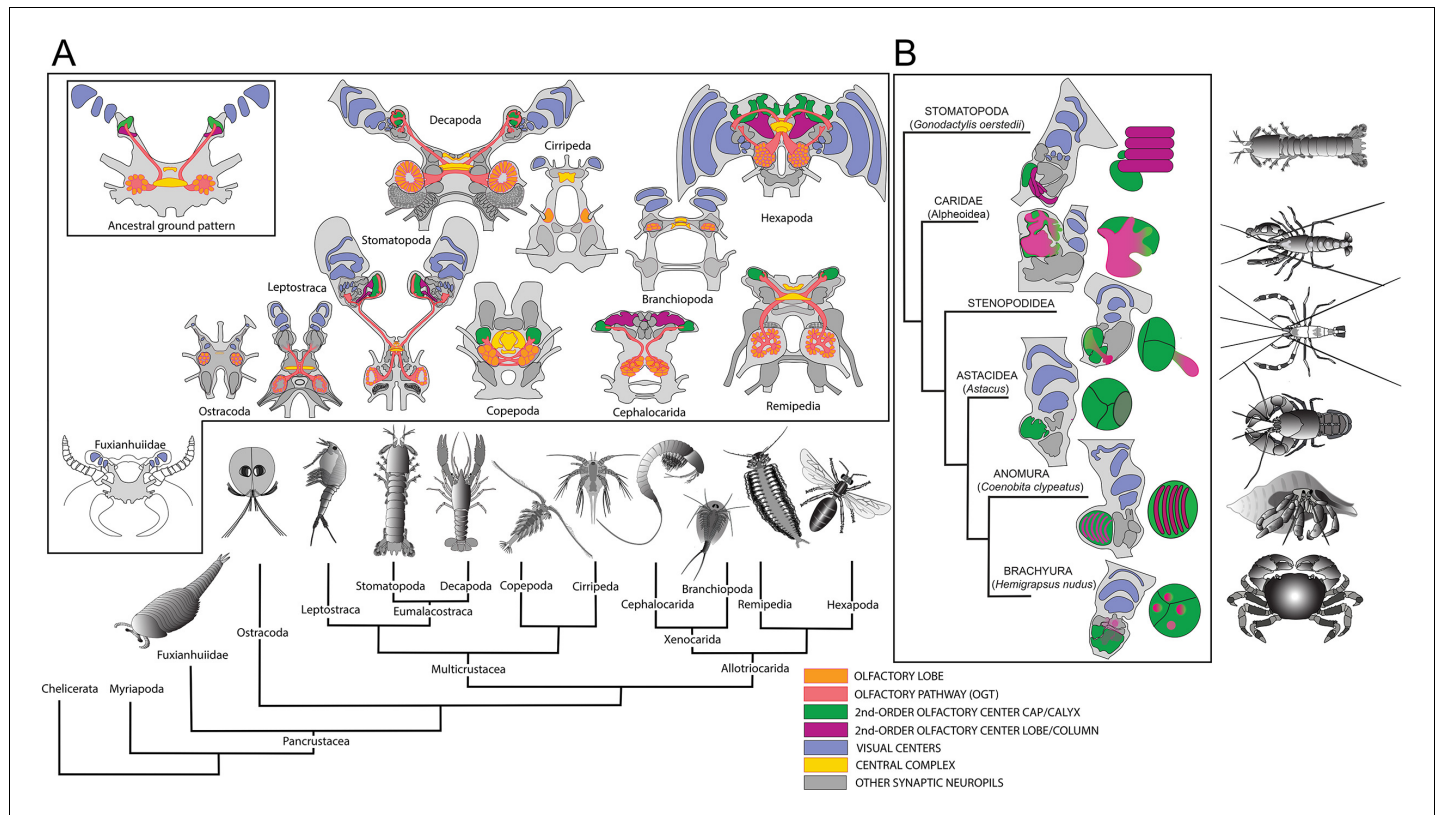 A
B
Ancestral ground pattern
Decapoda
Cirripeda
Hexapoda
Stomatopoda
Leptostraca
Branchiopoda
Ostracoda
Copepoda
Cephalocarida
Remipedia
Fuxianhuiidae
Stomatopoda
Decapoda
Copepoda
Cirripeda
Branchiopoda
Leptostraca
Eumalacostraca
Cephalocarida
Remipedia
Hexapoda
Ostracoda
Xenocarida
Fuxianhuiidae
Multicrustacea
Allotriocarida
Chelicerata
Myriapoda
Pancrustacea
OLFACTORY LOBE
OLFACTORY PATHWAY (OGT)
2nd-ORDER OLFACTORY CENTER CAP/CALYX
2nd-ORDER OLFACTORY CENTER LOBE/COLUMN
VISUAL CENTERS
CENTRAL COMPLEX
OTHER SYNAPTIC NEUROPILS
STOMATOPODA
(Gonodactylis oerstedii)
CARIDAE
(Alpheoidea)
STENOPODIDEA
ASTACIDEA
(Astacus)
ANOMURA
(Coenobita clypeatus)
BRACHYURA
(Hemigrapsus nudus)